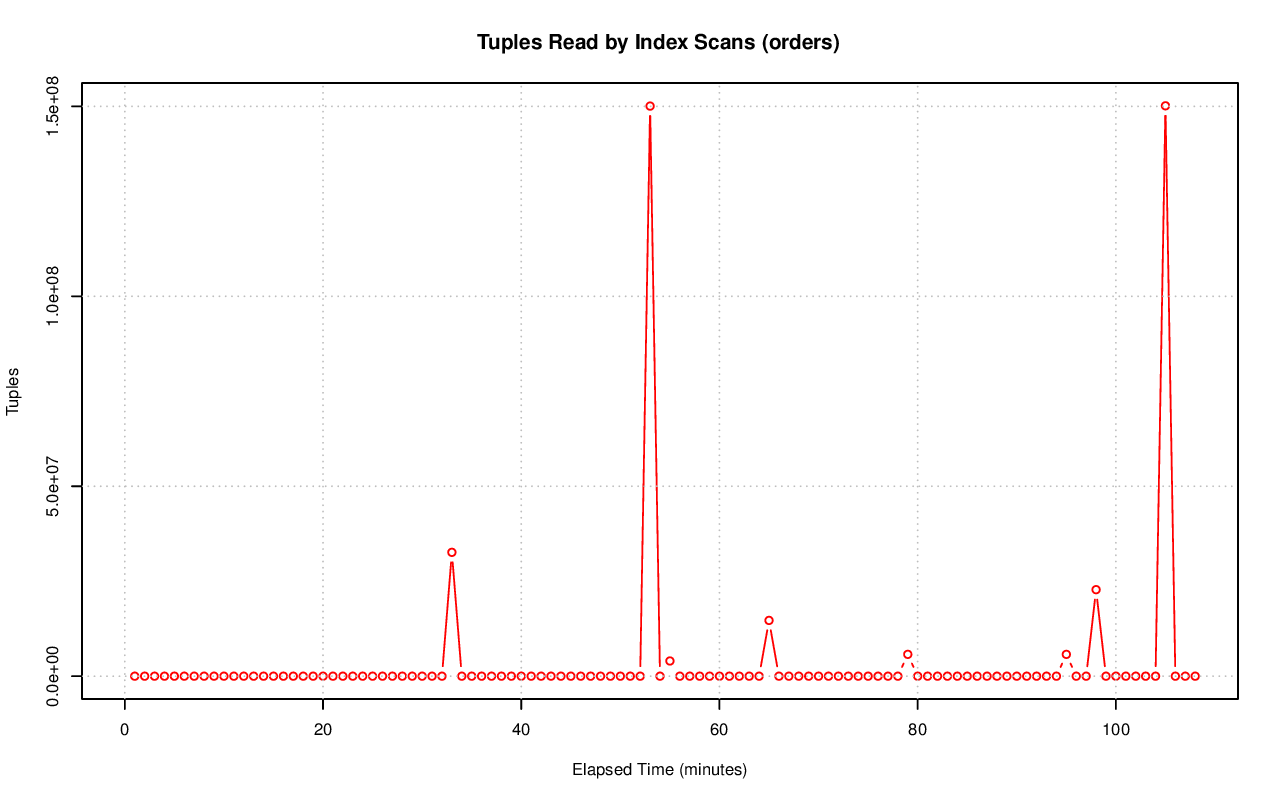 Tuples Read by Index Scans (orders)
1.5e+08
1.0e+08
5.0e+07
0.0e+00
Tuples
0 20 40 60 80 100
Elapsed Time (minutes)